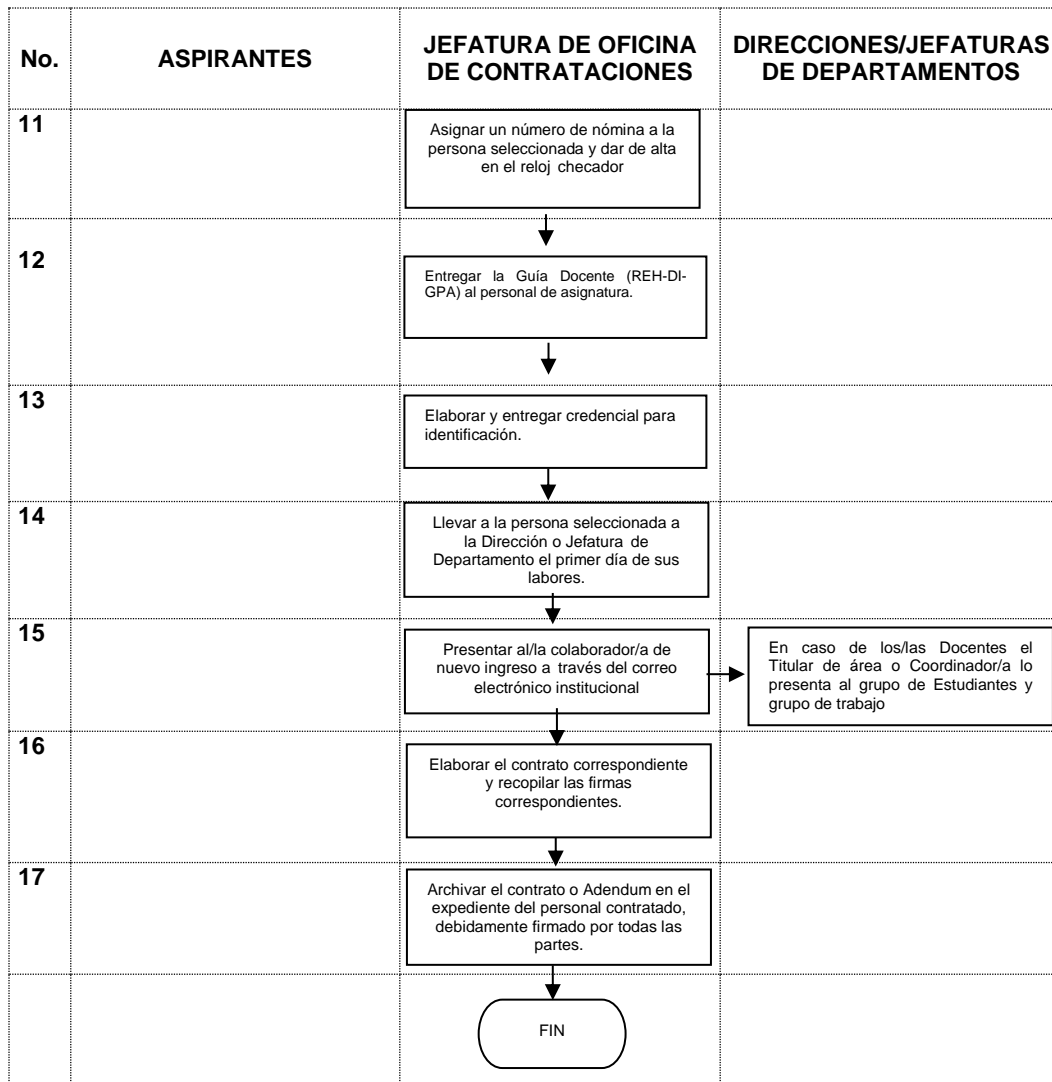 No.
ASPIRANTES
JEFATURA DE OFICINA
DE CONTRATACIONES
DIRECCIONES/JEFATURAS
DE DEPARTAMENTOS
11
Asignar un número de nómina a la
persona seleccionada y dar de alta
en el reloj checador
12
Entregar la Guía Docente (REH-DI-
GPA) al personal de asignatura.
13
Elaborar y entregar credencial para
identificación.
14
Llevar a la persona seleccionada a
la Dirección o Jefatura de
Departamento el primer día de sus
labores.
15
Presentar al/la colaborador/a de
nuevo ingreso a través del correo
electrónico institucional
En caso de los/las Docentes el
Titular de área o Coordinador/a lo
presenta al grupo de Estudiantes y
grupo de trabajo
16
Elaborar el contrato correspondiente
y recopilar las firmas
correspondientes.
17
Archivar el contrato o Adendum en el
expediente del personal contratado,
debidamente firmado por todas las
partes.
FIN